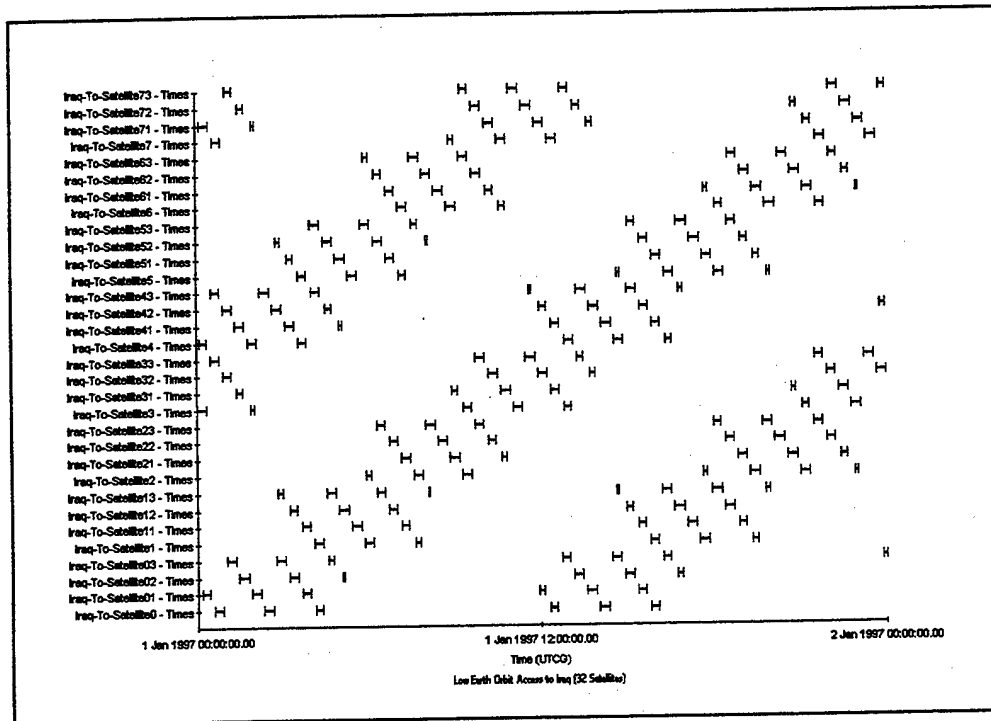 Iraq-To-Satellite73 - Times
Iraq-To-Satellite72 - Times
Iraq-To-Satellite71 - Times
Iraq-To-Satellite7 - Times
Iraq-To-Satellite63 - Times
Iraq-To-Satellite62 - Times
Iraq-To-Satellite61 - Times
Iraq-To-Satellite6 - Times
Iraq-To-Satellite53 - Times
Iraq-To-Satellite52 - Times
Iraq-To-Satellite51 - Times
Iraq-To-Satellite5 - Times
Iraq-To-Satellite43 - Times
Iraq-To-Satellite42 - Times
Iraq-To-Satellite41 - Times
Iraq-To-Satellite4 - Times
Iraq-To-Satellite33 - Times
Iraq-To-Satellite32 - Times
Iraq-To-Satellite31 - Times
Iraq-To-Satellite3 - Times
Iraq-To-Satellite23 - Times
Iraq-To-Satellite22 - Times
Iraq-To-Satellite21 - Times
Iraq-To-Satellite2 - Times
Iraq-To-Satellite13 - Times
Iraq-To-Satellite12 - Times
Iraq-To-Satellite11 - Times
Iraq-To-Satellite1 - Times
Iraq-To-Satellite03 - Times
Iraq-To-Satellite02 - Times
Iraq-To-Satellite01 - Times
Iraq-To-Satellite0 - Times
1 Jan 1997 00:00:00.00
1 Jan 1997 12:00:00.00
2 Jan 1997 00:00:00.00
Time (UTCG)
Low Earth Orbit Access to Iraq (32 Satellites)